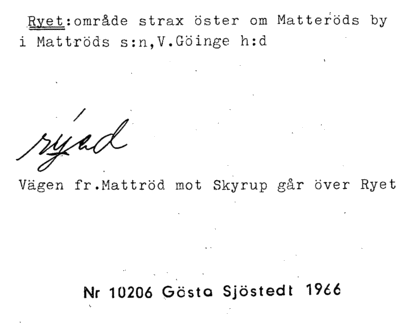 Ryet:område strax öster om Matteröds by
i Mattröds s:n,V.Göinge h:d
rýəd
Vägen fr.Mattröd mot Skyrup går över Ryet
Nr 10206 Gösta Sjöstedt 1966